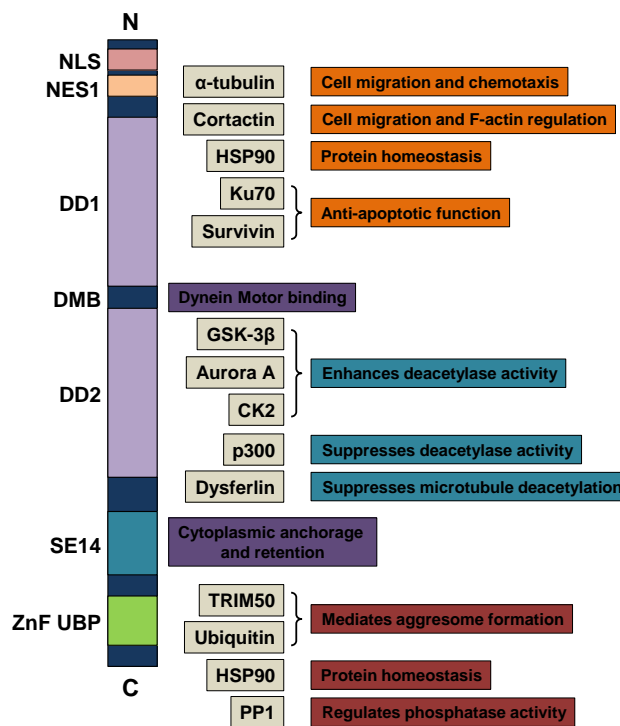 N
NLS
NES1
α-tubulin
Cell migration and chemotaxis
Cortactin
Cell migration and F-actin regulation
HSP90
Protein homeostasis
Ku70
Survivin
Anti-apoptotic function
DD1
DMB
Dynein Motor binding
GSK-3β
Aurora A
CK2
Enhances deacetylase activity
DD2
p300
Suppresses deacetylase activity
Dysferlin
Suppresses microtubule deacetylation
SE14
Cytoplasmic anchorage
and retention
ZnF UBP
TRIM50
Ubiquitin
Mediates aggresome formation
HSP90
Protein homeostasis
C
PP1
Regulates phosphatase activity